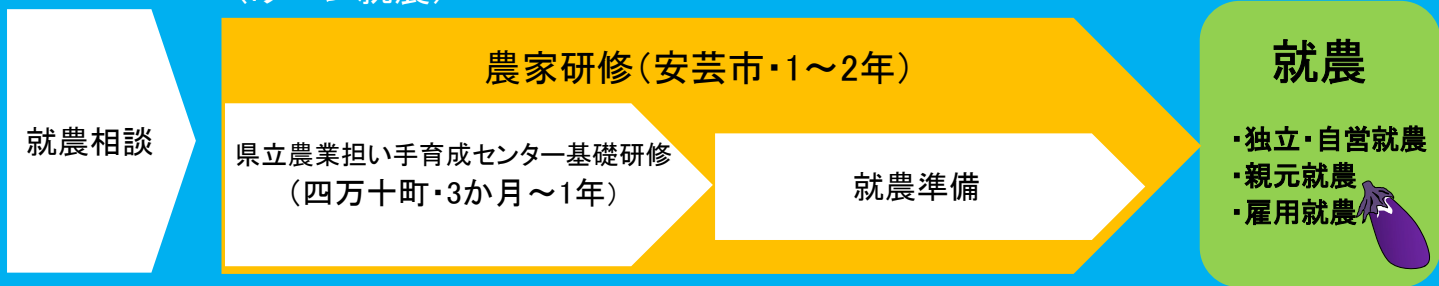 就農相談
農家研修(安芸市・1～2年)
県立農業担い手育成センター基礎研修
(四万十町・3か月～1年)
就農準備
就農
・独立・自営就農
・親元就農
・雇用就農